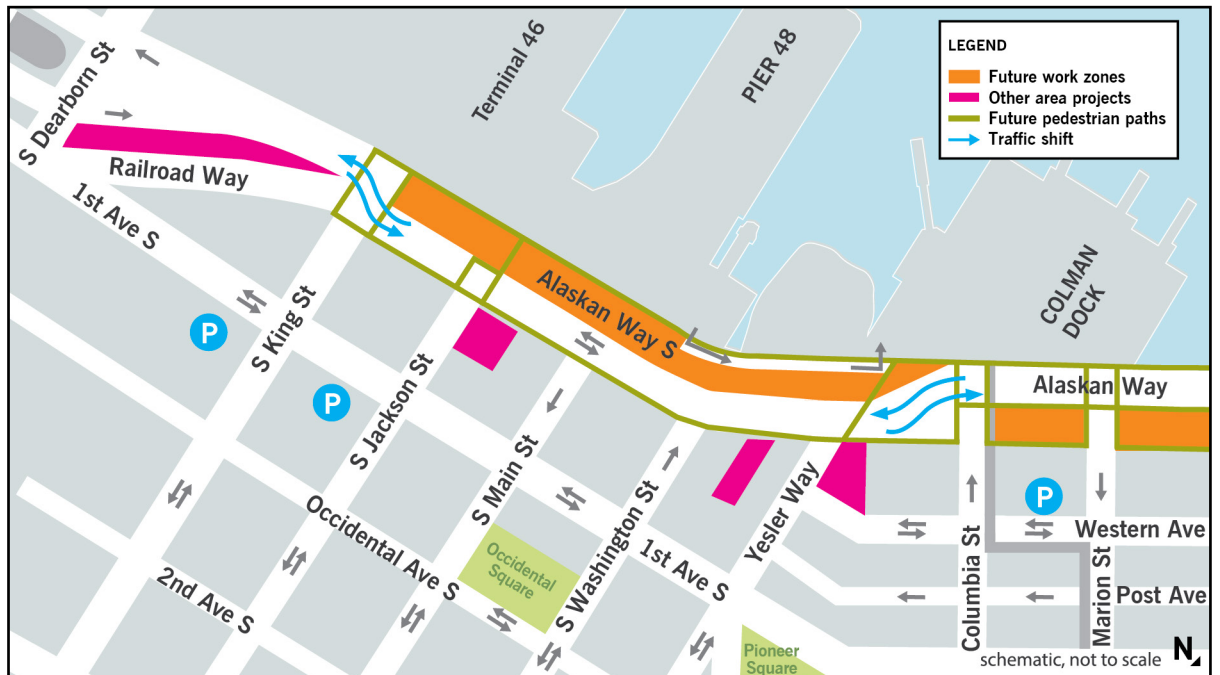 LEGEND
Future work zones
Other area projects
Future pedestrian paths
Traffic shift
Terminal 46
PIER 48
COLMAN
DOCK
S Dearborn St
Railroad Way
1st Ave S
Alaskan Way S
Alaskan Way
P
S King St
P
S Jackson St
S Main St
S Washington St
Yesler Way
P
Western Ave
Occidental Ave S
Occidental
Square
1st Ave S
2nd Ave S
Columbia St
Marion St
Post Ave
Pioneer
Square
schematic, not to scale
N